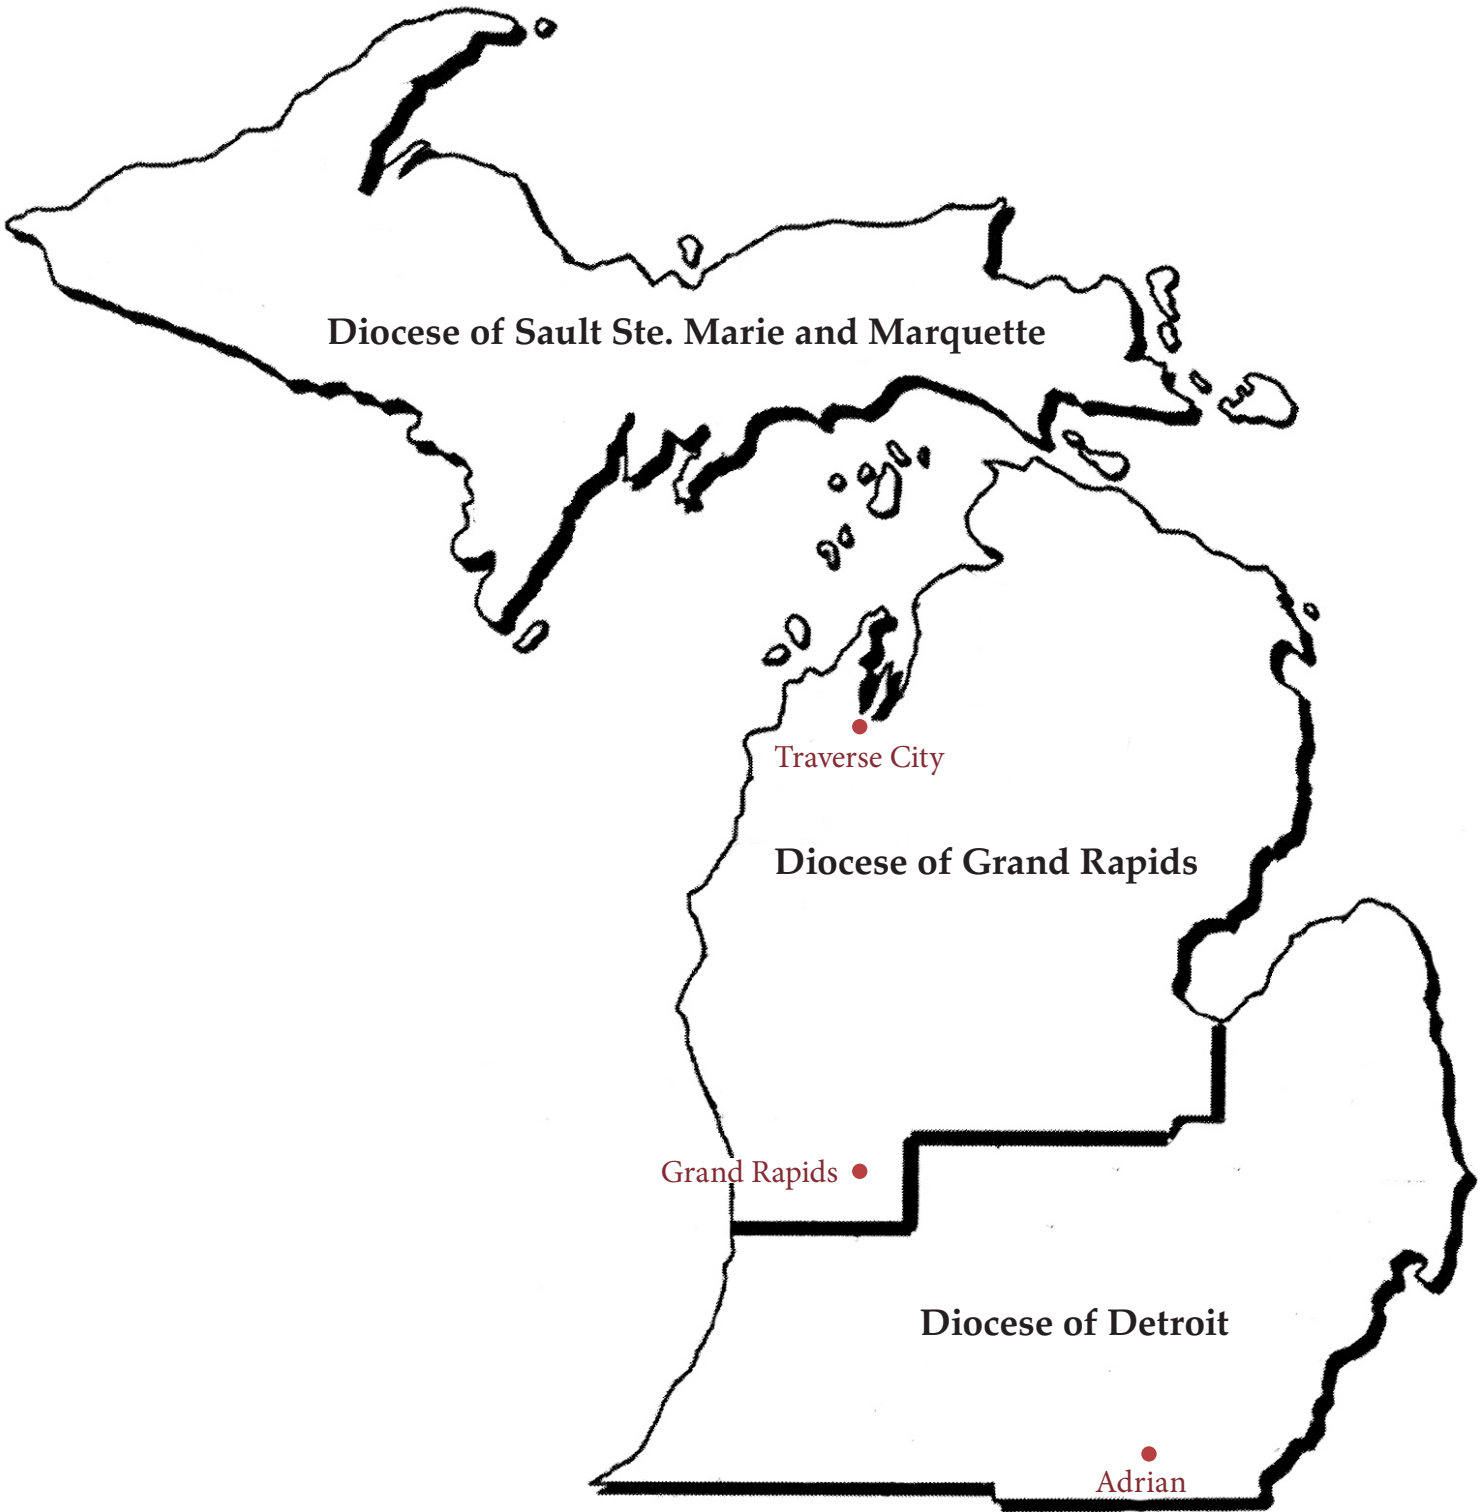 Diocese of Sault Ste. Marie and Marquette
Traverse City
Diocese of Grand Rapids
Grand Rapids
Diocese of Detroit
Adrian